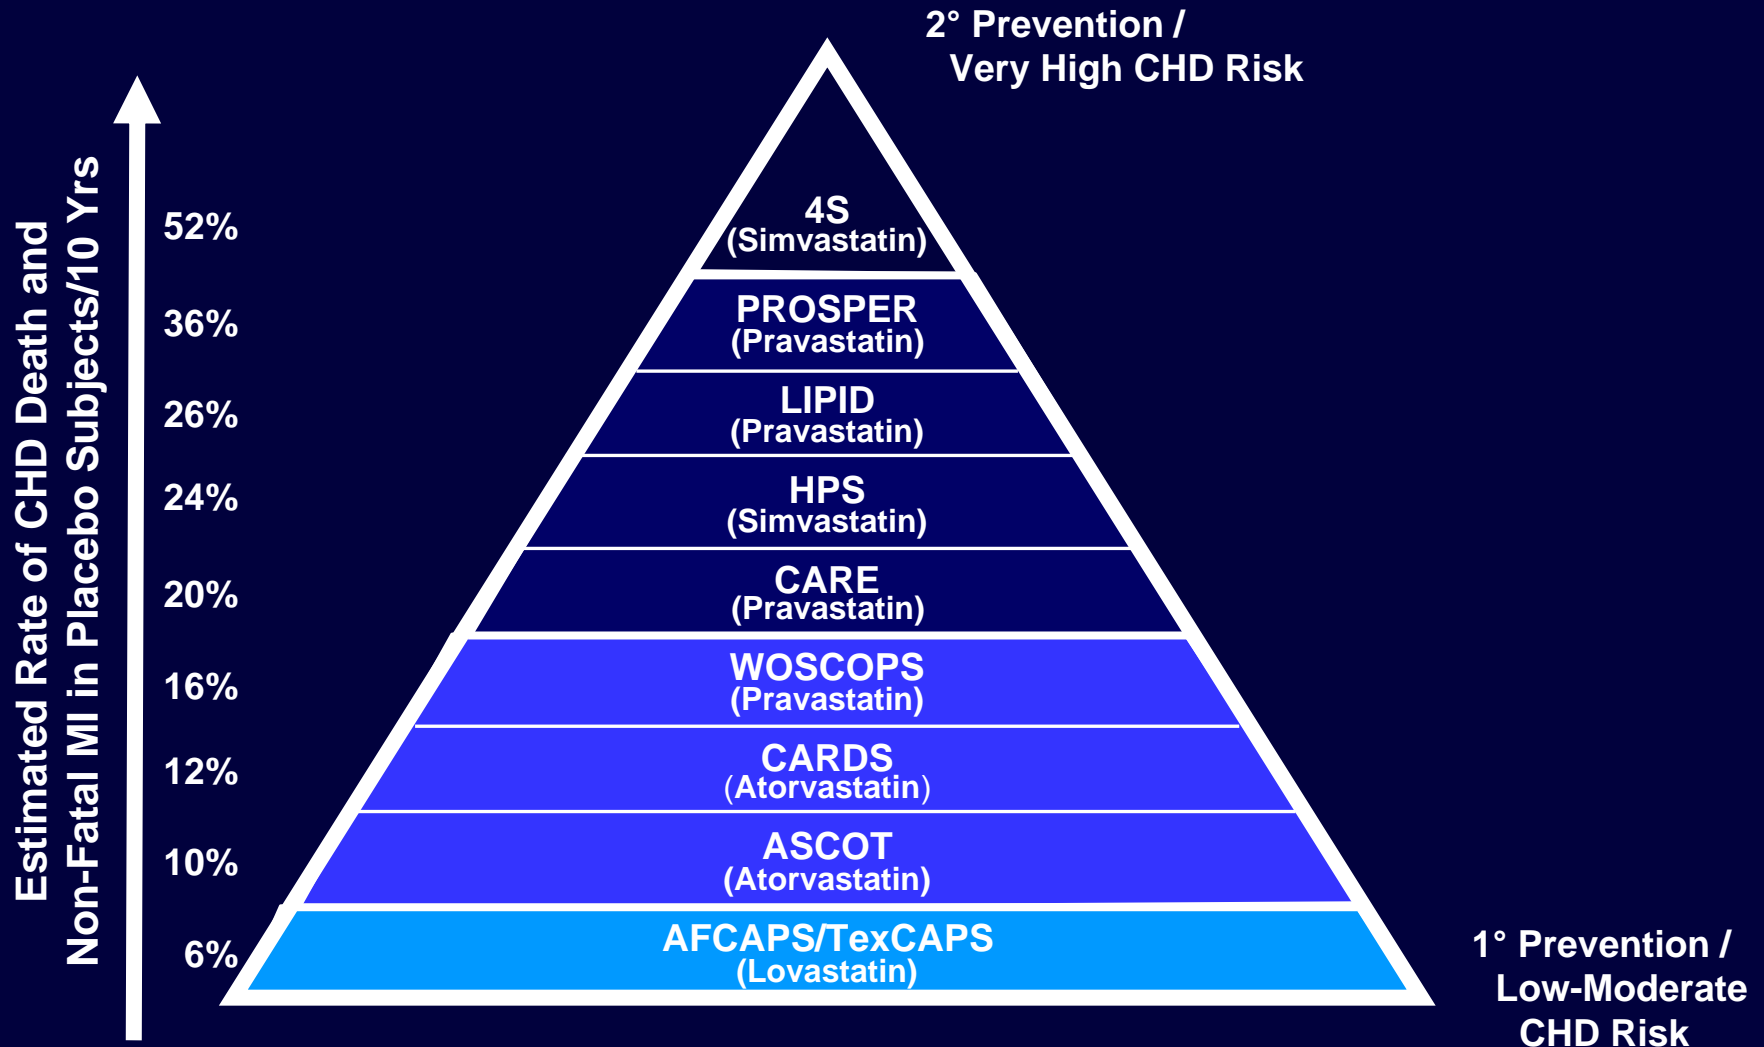 2° Prevention /
Very High CHD Risk
Estimated Rate of CHD Death and
Non-Fatal MI in Placebo Subjects/10 Yrs
52%
4S
(Simvastatin)
36%
PROSPER
(Pravastatin)
26%
LIPID
(Pravastatin)
24%
HPS
(Simvastatin)
20%
CARE
(Pravastatin)
16%
WOSCOPS
(Pravastatin)
12%
CARDS
(Atorvastatin)
10%
ASCOT
(Atorvastatin)
6%
AFCAPS/TexCAPS
(Lovastatin)
1° Prevention /
Low-Moderate
CHD Risk